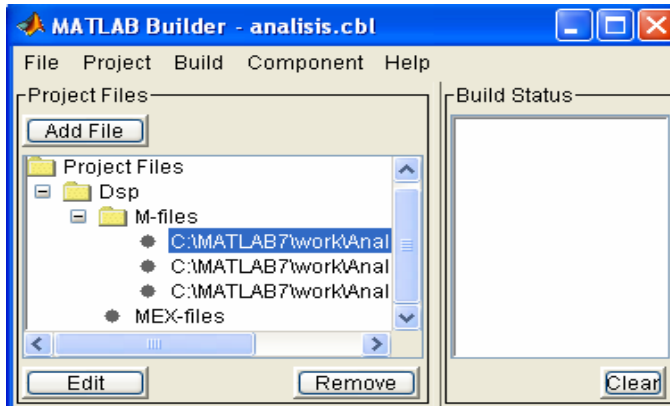 MATLAB Builder - analisis.cbl
File Project Build Component Help
Project Files
Add File
Project Files
Dsp
M-files
C:\MATLAB7\work\Anal
C:\MATLAB7\work\Anal
C:\MATLAB7\work\Anal
MEX-files
Edit Remove
Build Status
Clear